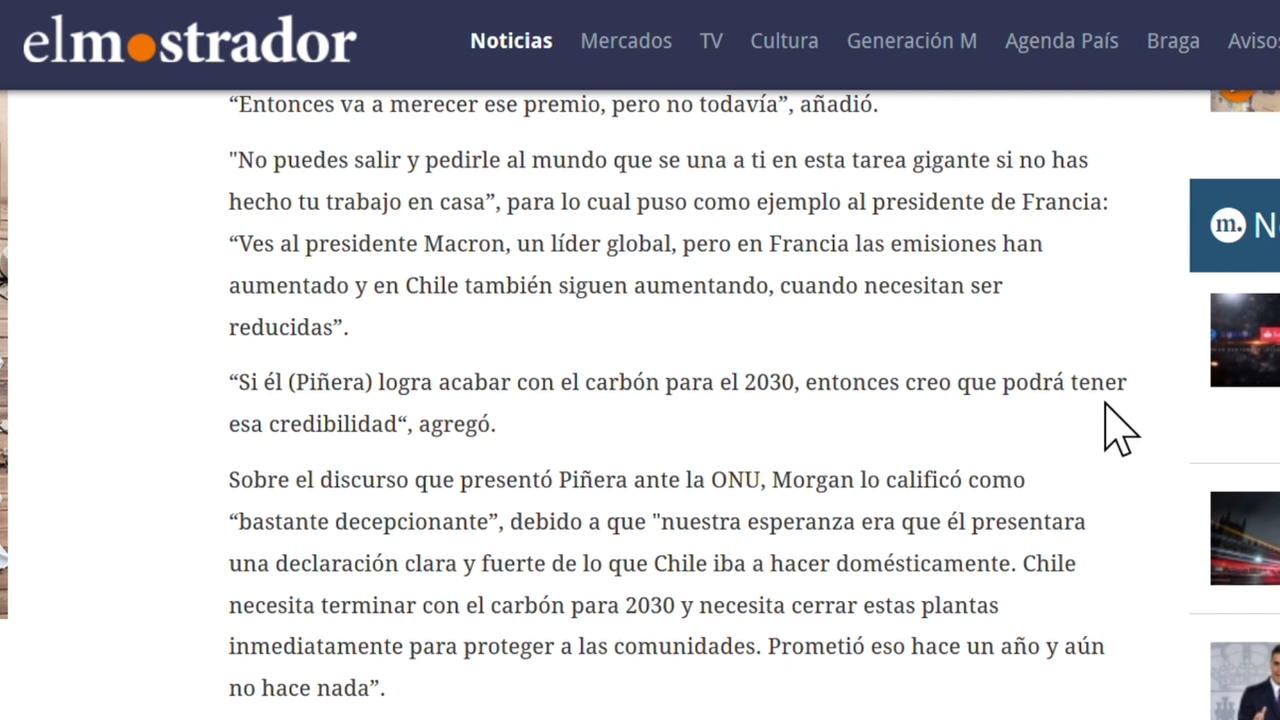 elmostrador
Noticias Mercados TV Cultura Generación M Agenda País Braga Avisos
“Entonces va a merecer ese premio, pero no todavía”, añadió.
"No puedes salir y pedirle al mundo que se una a ti en esta tarea gigante si no has
hecho tu trabajo en casa”, para lo cual puso como ejemplo al presidente de Francia:
“Ves al presidente Macron, un líder global, pero en Francia las emisiones han
aumentado y en Chile también siguen aumentando, cuando necesitan ser
reducidas”.
“Si él (Piñera) logra acabar con el carbón para el 2030, entonces creo que podrá tener
esa credibilidad“, agregó.
Sobre el discurso que presentó Piñera ante la ONU, Morgan lo calificó como
“bastante decepcionante”, debido a que "nuestra esperanza era que él presentara
una declaración clara y fuerte de lo que Chile iba a hacer domésticamente. Chile
necesita terminar con el carbón para 2030 y necesita cerrar estas plantas
inmediatamente para proteger a las comunidades. Prometió eso hace un año y aún
no hace nada”.
m.